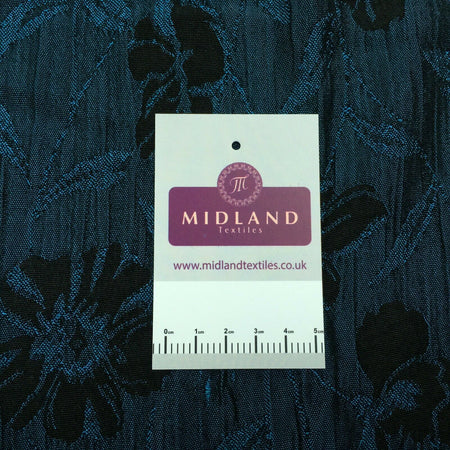 MIDLAND
Textiles
www.midlandtextiles.co.uk
0cm 1cm 2cm 3cm 4cm 5cm